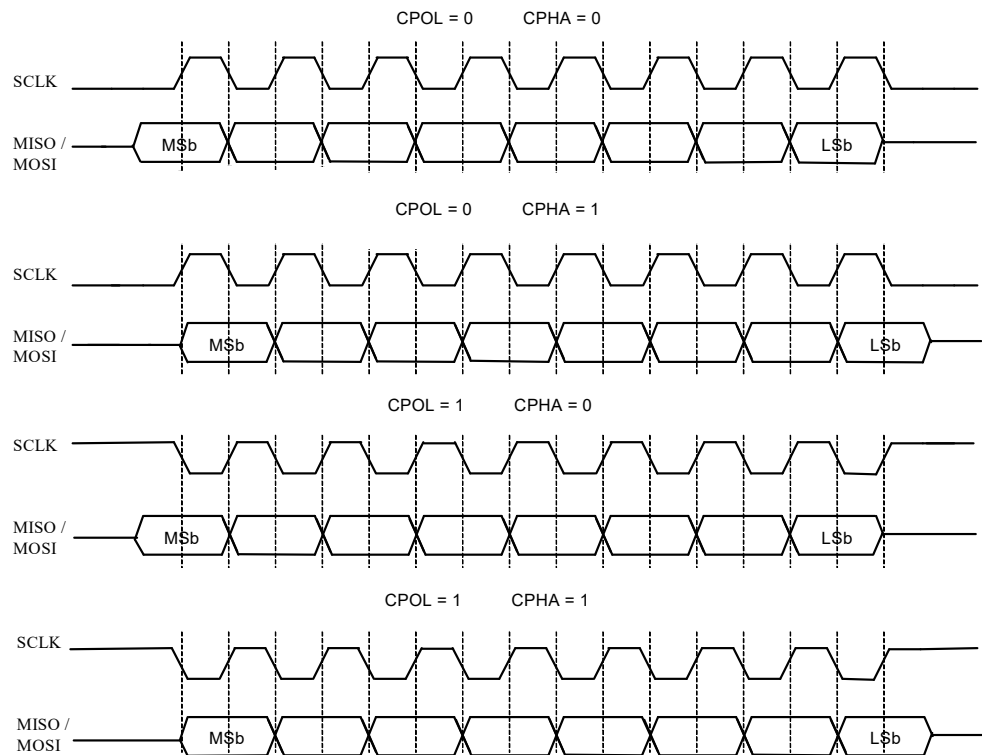 CPOL = 0 CPHA = 0
SCLK
MISO /
MOSI
MSb LSb
CPOL = 0 CPHA = 1
SCLK
MISO /
MOSI
MSb LSb
CPOL = 1 CPHA = 0
SCLK
MISO /
MOSI
MSb LSb
CPOL = 1 CPHA = 1
SCLK
MISO /
MOSI
MSb LSb